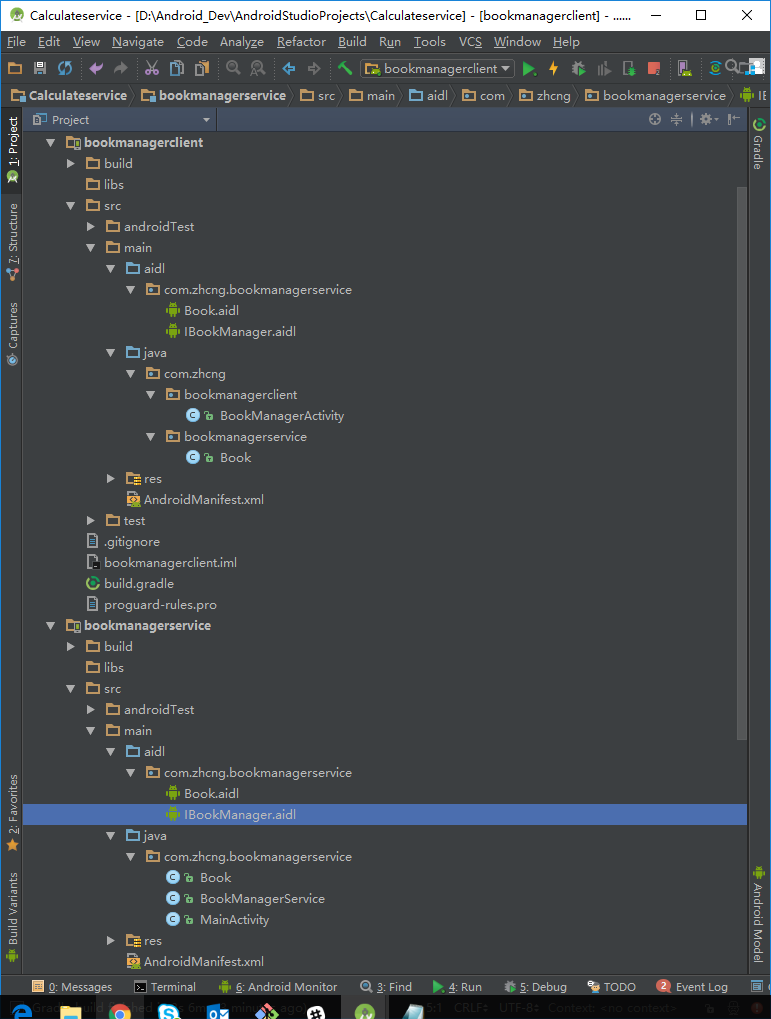 Calculateservice - [D:\Android_Dev\AndroidStudioProjects\Calculateservice] - [bookmanagerclient] - ......
File Edit View Navigate Code Analyze Refactor Build Run Tools VCS Window Help
bookmanagerclient
Calculateservice bookmanagerservice src main aidl com zhcng bookmanagerservice
Project
1: Project
7: Structure
Captures
2: Favorites
Build Variants
bookmanagerclient
build
libs
src
androidTest
main
aidl
com.zhcng.bookmanagerservice
Book.aidl
IBookManager.aidl
java
com.zhcng
bookmanagerclient
BookManagerActivity
bookmanagerservice
Book
res
AndroidManifest.xml
test
.gitignore
bookmanagerclient.iml
build.gradle
proguard-rules.pro
bookmanagerservice
build
libs
src
androidTest
main
aidl
com.zhcng.bookmanagerservice
Book.aidl
IBookManager.aidl
java
com.zhcng.bookmanagerservice
Book
BookManagerService
MainActivity
res
AndroidManifest.xml
Gradle
Android Model
0: Messages Terminal 6: Android Monitor 3: Find 4: Run 5: Debug TODO 2 Event Log
5:1 CRLF UTF-8 Context: <no context>